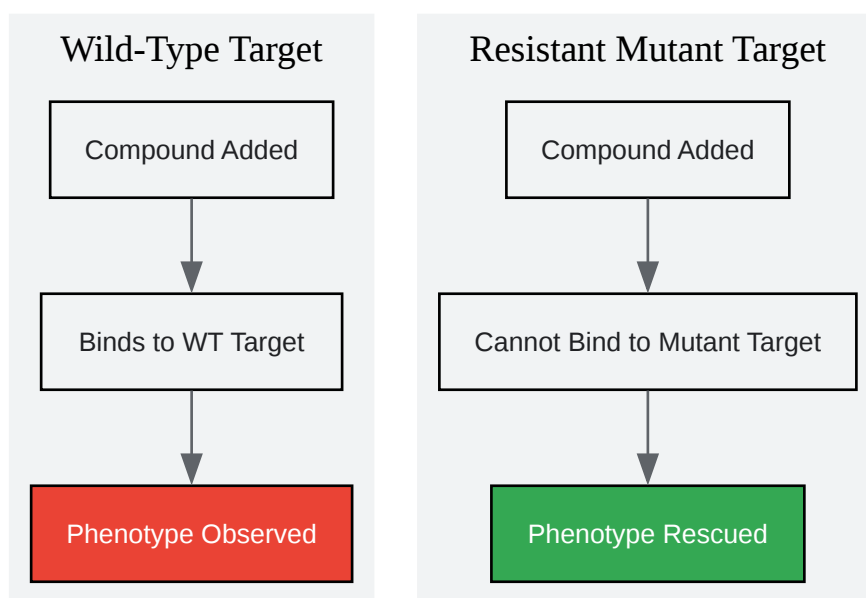 Wild-Type Target
Compound Added
Binds to WT Target
Phenotype Observed
Resistant Mutant Target
Compound Added
Cannot Bind to Mutant Target
Phenotype Rescued